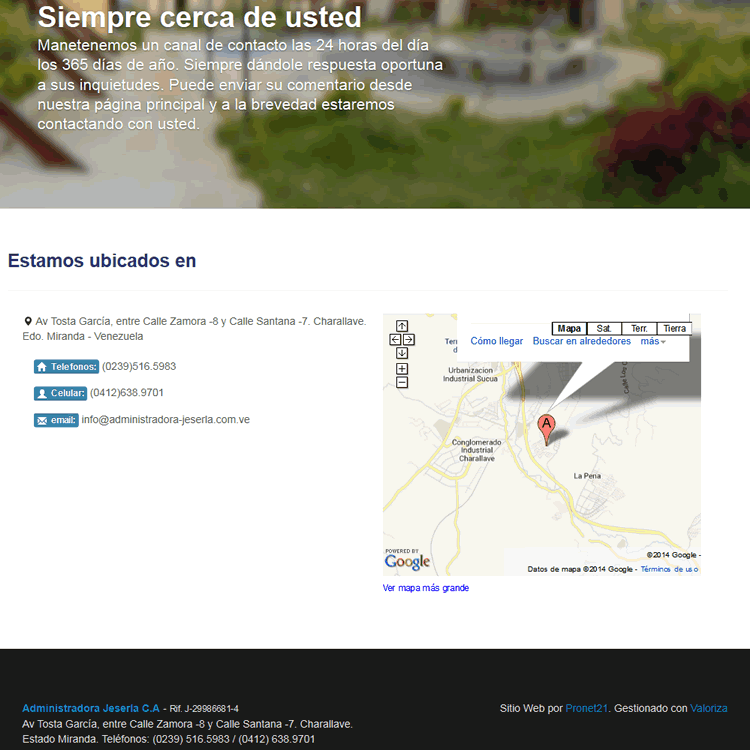 Siempre cerca de usted
Manetenemos un canal de contacto las 24 horas del día
los 365 días de año. Siempre dándole respuesta oportuna
a sus inquietudes. Puede enviar su comentario desde
nuestra página principal y a la brevedad estaremos
contactando con usted.
Estamos ubicados en
Av Tosta García, entre Calle Zamora -8 y Calle Santana -7. Charallave.
Edo. Miranda - Venezuela
Telefonos: (0239)516.5983
Celular: (0412)638.9701
email: info@administradora-jeserla.com.ve
Mapa Sat. Terr. Tierra
Cómo llegar Buscar en alrededores más
Urbanizacion
Industrial Sucua
A
Conglomerado
Industrial
Charallave
La Pena
POWERED BY
Google
©2014 Google -
Datos de mapa ©2014 Google - Términos de uso
Ver mapa más grande
Administradora Jeserla C.A - Rif. J-29986681-4
Av Tosta García, entre Calle Zamora -8 y Calle Santana -7. Charallave.
Estado Miranda. Teléfonos: (0239) 516.5983 / (0412) 638.9701
Sitio Web por Pronet21. Gestionado con Valoriza